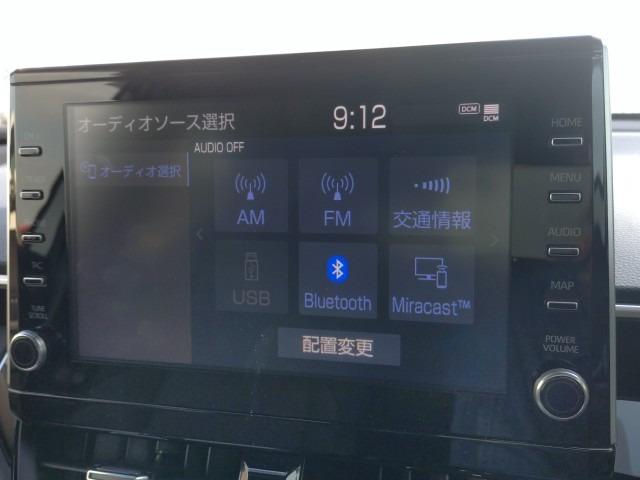 オーディオソース選択
9:12
DCM
DCM
オーディオ選択
AUDIO OFF
AM
FM
交通情報
USB
Bluetooth
Miracast™
配置変更
TUNE
SCROLL
HOME
MENU
AUDIO
MAP
POWER
VOLUME